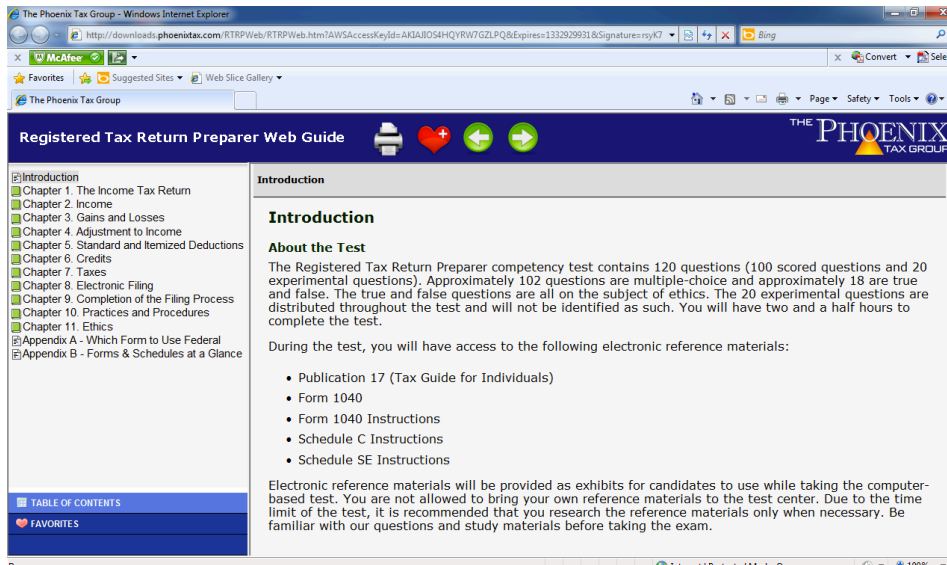 The Phoenix Tax Group - Windows Internet Explorer
http://downloads.phoenixtax.com/RTRPWeb/RTRPWeb.htm?AWSAccessKeyId=AKIAJIOS4HQYRW7GZLPQ&Expires=1332929931&Signature=rsyK7
Bing
x McAfee
x Convert Sele
Favorites Suggested Sites Web Slice Gallery
The Phoenix Tax Group
Page Safety Tools
Registered Tax Return Preparer Web Guide
THE PHOENIX
TAX GROUP
Introduction
Chapter 1. The Income Tax Return
Chapter 2. Income
Chapter 3. Gains and Losses
Chapter 4. Adjustment to Income
Chapter 5. Standard and Itemized Deductions
Chapter 6. Credits
Chapter 7. Taxes
Chapter 8. Electronic Filing
Chapter 9. Completion of the Filing Process
Chapter 10. Practices and Procedures
Chapter 11. Ethics
Appendix A - Which Form to Use Federal
Appendix B - Forms & Schedules at a Glance
TABLE OF CONTENTS
FAVORITES
Introduction
Introduction
About the Test
The Registered Tax Return Preparer competency test contains 120 questions (100 scored questions and 20
experimental questions). Approximately 102 questions are multiple-choice and approximately 18 are true
and false. The true and false questions are all on the subject of ethics. The 20 experimental questions are
distributed throughout the test and will not be identified as such. You will have two and a half hours to
complete the test.
During the test, you will have access to the following electronic reference materials:
• Publication 17 (Tax Guide for Individuals)
• Form 1040
• Form 1040 Instructions
• Schedule C Instructions
• Schedule SE Instructions
Electronic reference materials will be provided as exhibits for candidates to use while taking the computer-
based test. You are not allowed to bring your own reference materials to the test center. Due to the time
limit of the test, it is recommended that you research the reference materials only when necessary. Be
familiar with our questions and study materials before taking the exam.